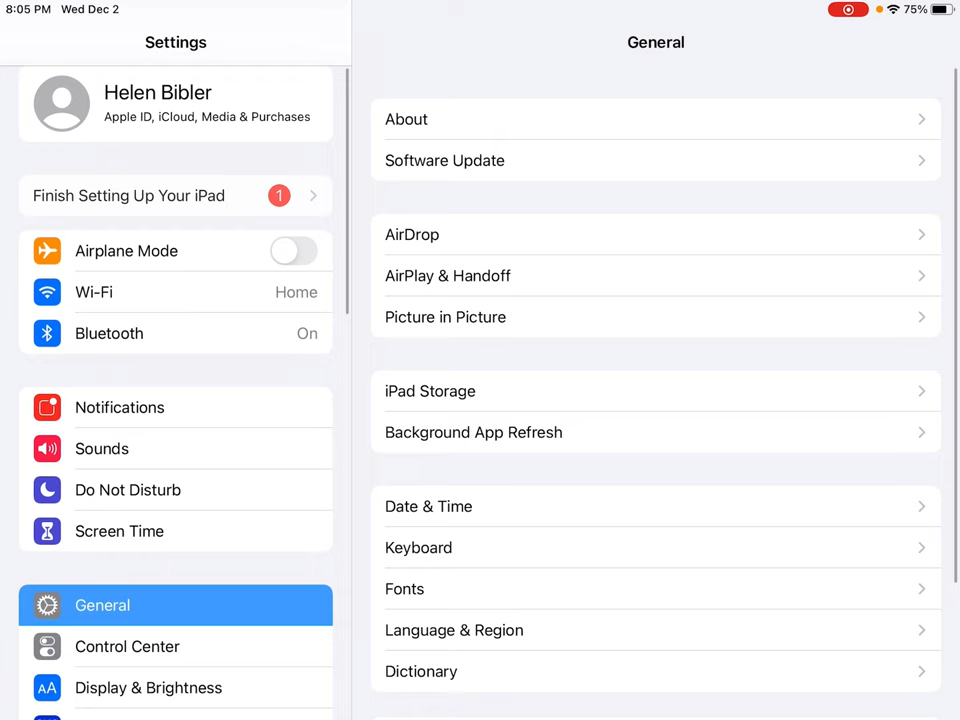 8:05 PM Wed Dec 2
75%
Settings
General
Helen Bibler
Apple ID, iCloud, Media & Purchases
Finish Setting Up Your iPad 1
Airplane Mode
Wi-Fi Home
Bluetooth On
Notifications
Sounds
Do Not Disturb
Screen Time
General
Control Center
AA Display & Brightness
About
Software Update
AirDrop
AirPlay & Handoff
Picture in Picture
iPad Storage
Background App Refresh
Date & Time
Keyboard
Fonts
Language & Region
Dictionary